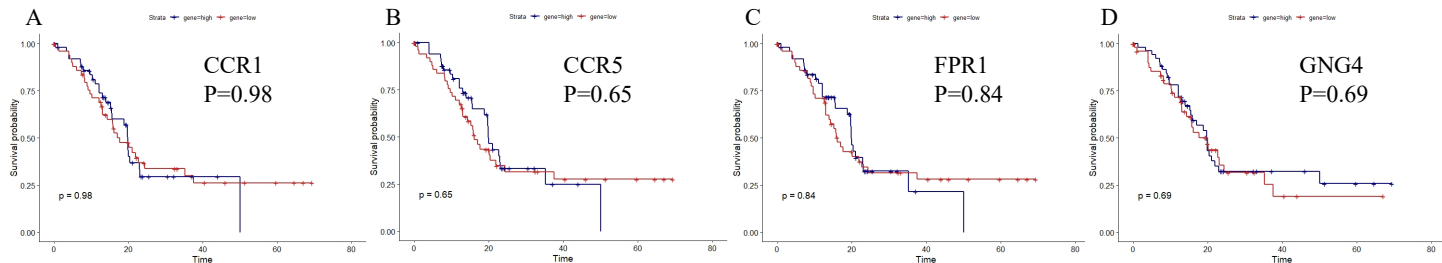 A
Strata gene=high gene=low
CCR1
P=0.98
Survival probability
1.00
0.75
0.50
0.25
0.00
p = 0.98
0 20 40 60 80
Time
B
Strata gene=high gene=low
CCR5
P=0.65
Survival probability
1.00
0.75
0.50
0.25
0.00
p = 0.65
0 20 40 60 80
Time
C
Strata gene=high gene=low
FPR1
P=0.84
Survival probability
1.00
0.75
0.50
0.25
0.00
p = 0.84
0 20 40 60 80
Time
D
Strata gene=high gene=low
GNG4
P=0.69
Survival probability
1.00
0.75
0.50
0.25
0.00
p = 0.69
0 20 40 60 80
Time